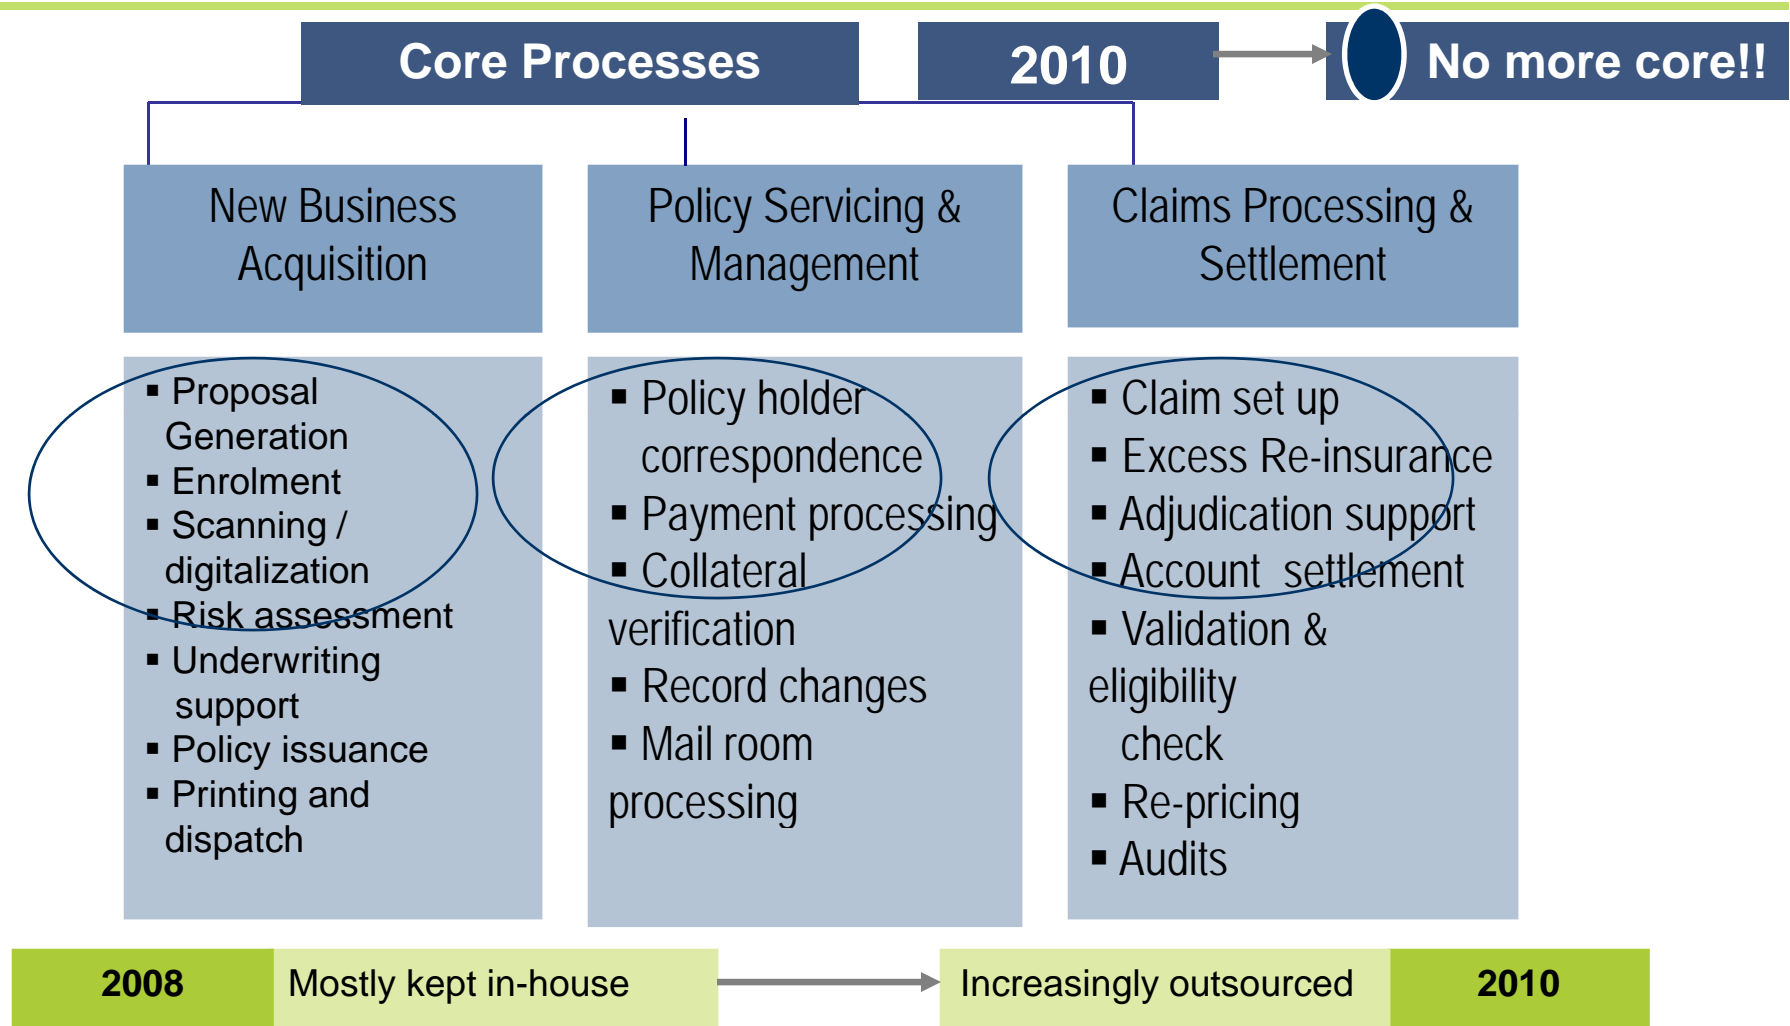 Core Processes
2010
No more core!!
New Business
Acquisition
Policy Servicing &
Management
Claims Processing &
Settlement
▪ Proposal
Generation
▪ Enrolment
▪ Scanning /
digitalization
▪ Risk assessment
▪ Underwriting
support
▪ Policy issuance
▪ Printing and
dispatch
▪ Policy holder
correspondence
▪ Payment processing
▪ Collateral
verification
▪ Record changes
▪ Mail room
processing
▪ Claim set up
▪ Excess Re-insurance
▪ Adjudication support
▪ Account settlement
▪ Validation &
eligibility
check
▪ Re-pricing
▪ Audits
2008
Mostly kept in-house
Increasingly outsourced
2010